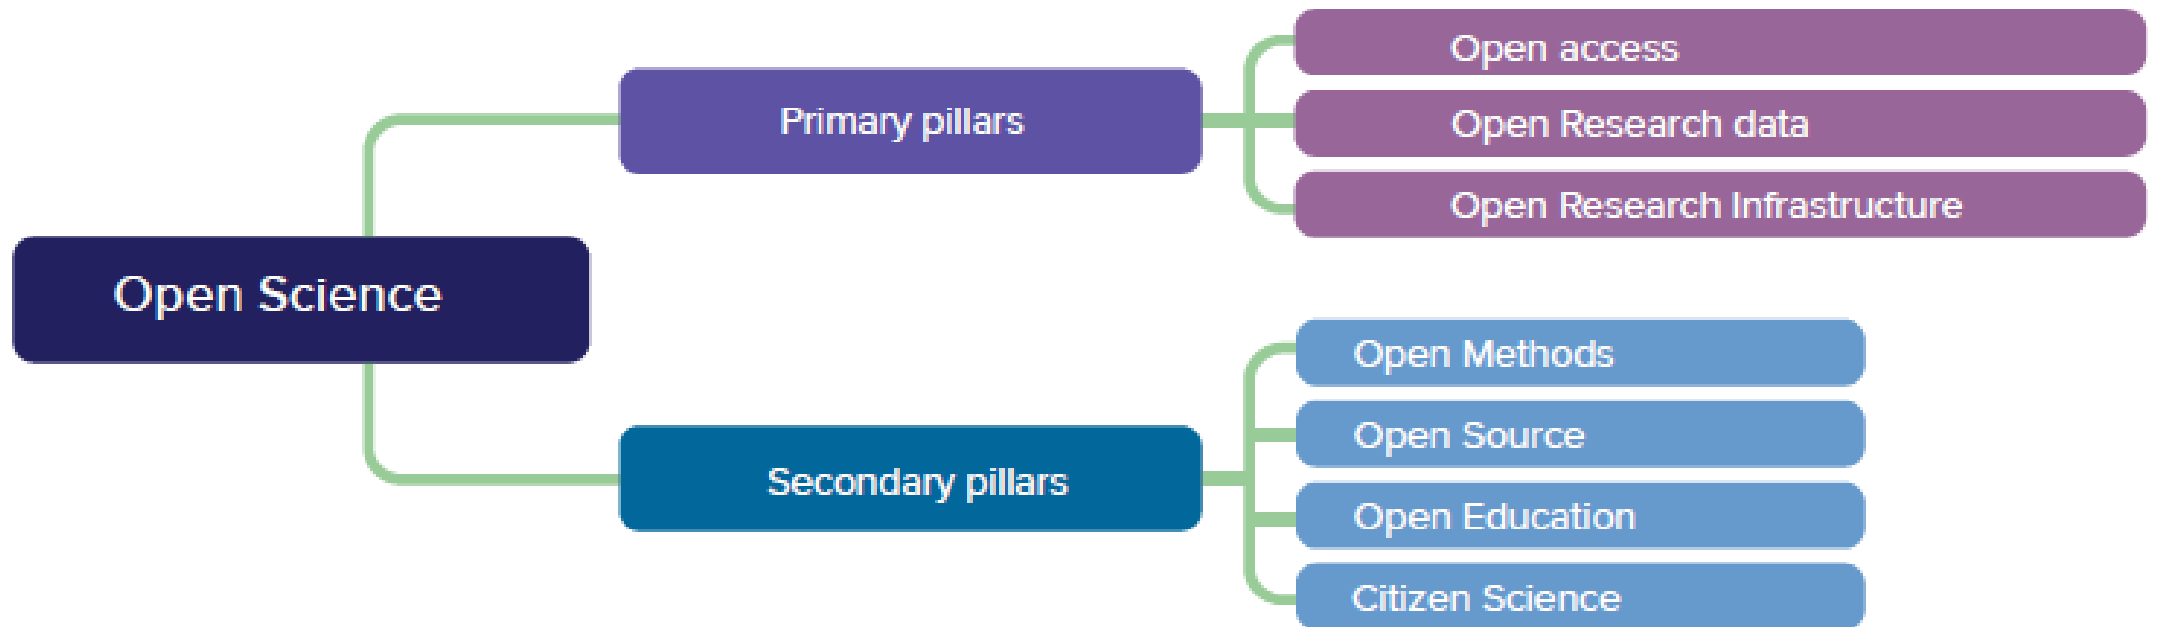 Open Science
Primary pillars
Open access
Open Research data
Open Research Infrastructure
Secondary pillars
Open Methods
Open Source
Open Education
Citizen Science